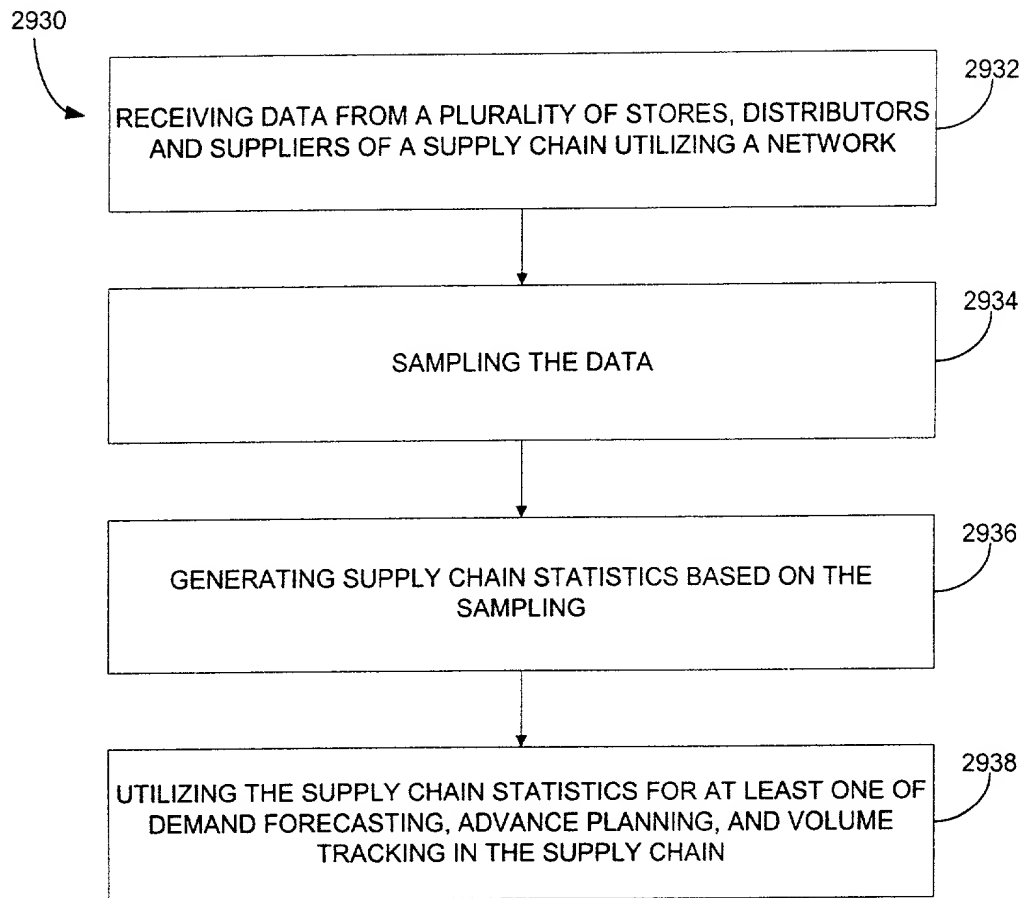 2930
2932
RECEIVING DATA FROM A PLURALITY OF STORES, DISTRIBUTORS
AND SUPPLIERS OF A SUPPLY CHAIN UTILIZING A NETWORK
2934
SAMPLING THE DATA
2936
GENERATING SUPPLY CHAIN STATISTICS BASED ON THE
SAMPLING
2938
UTILIZING THE SUPPLY CHAIN STATISTICS FOR AT LEAST ONE OF
DEMAND FORECASTING, ADVANCE PLANNING, AND VOLUME
TRACKING IN THE SUPPLY CHAIN